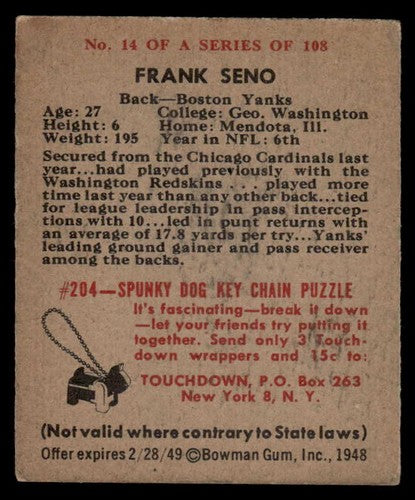 No. 14 OF A SERIES OF 108
FRANK SENO
Back—Boston Yanks
Age: 27 College: Geo. Washington
Height: 6 Home: Mendota, Ill.
Weight: 195 Year in NFL: 6th
Secured from the Chicago Cardinals last
year...had played previously with the
Washington Redskins . . . played more
time last year than any other back...tied
for league leadership in pass intercep-
tions with 10...led in punt returns with
an average of 17.8 yards per try...Yanks'
leading ground gainer and pass receiver
among the backs.
#204—SPUNKY DOG KEY CHAIN PUZZLE
It's fascinating—break it down
—let your friends try putting it
together. Send only 3 Touch-
down wrappers and 15c to:
TOUCHDOWN, P.O. Box 263
New York 8, N. Y.
(Not valid where contrary to State laws)
Offer expires 2/28/49 ©Bowman Gum, Inc., 1948